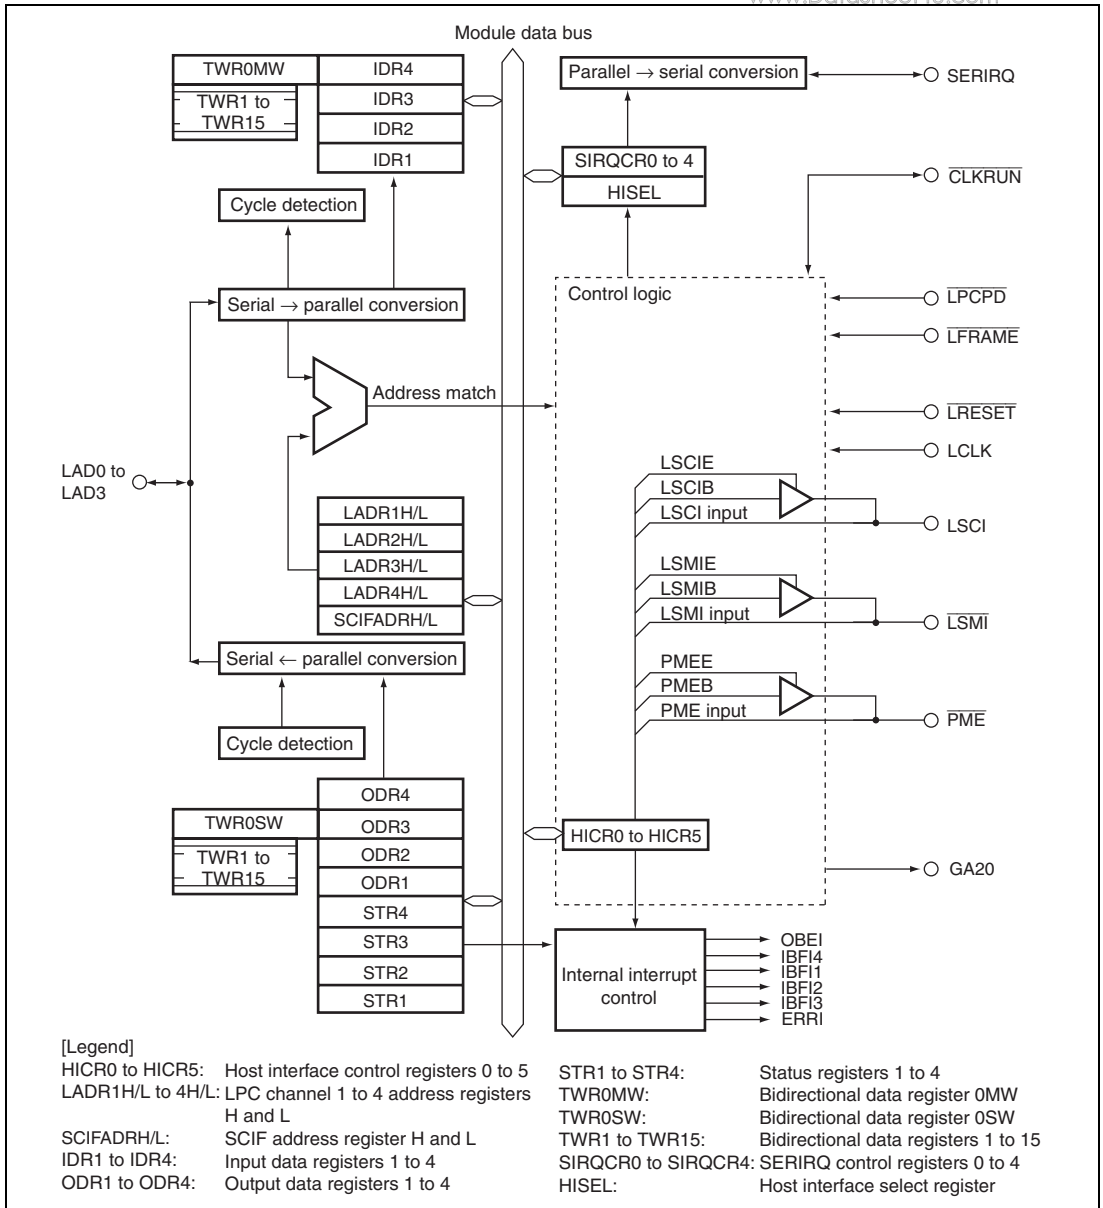 www.DataSheet4U.com
Module data bus
TWR0MW
IDR4
TWR1 to
TWR15
IDR3
IDR2
IDR1
Parallel → serial conversion
SERIRQ
SIRQCR0 to 4
HISEL
CLKRUN
Cycle detection
Serial → parallel conversion
Control logic
LPCPD
LFRAME
Address match
LRESET
LCLK
LAD0 to
LAD3
LSCIE
LSCIB
LSCI input
LSCI
LADR1H/L
LADR2H/L
LADR3H/L
LADR4H/L
SCIFADRH/L
LSMIE
LSMIB
LSMI input
LSMI
Serial ← parallel conversion
PMEE
PMEB
PME input
PME
Cycle detection
ODR4
TWR0SW
ODR3
TWR1 to
TWR15
ODR2
ODR1
STR4
STR3
STR2
STR1
HICR0 to HICR5
GA20
Internal interrupt
control
OBEI
IBFI4
IBFI1
IBFI2
IBFI3
ERRI
[Legend]
HICR0 to HICR5: Host interface control registers 0 to 5
LADR1H/L to 4H/L: LPC channel 1 to 4 address registers
H and L
SCIFADRH/L: SCIF address register H and L
IDR1 to IDR4: Input data registers 1 to 4
ODR1 to ODR4: Output data registers 1 to 4
STR1 to STR4: Status registers 1 to 4
TWR0MW: Bidirectional data register 0MW
TWR0SW: Bidirectional data register 0SW
TWR1 to TWR15: Bidirectional data registers 1 to 15
SIRQCR0 to SIRQCR4: SERIRQ control registers 0 to 4
HISEL: Host interface select register